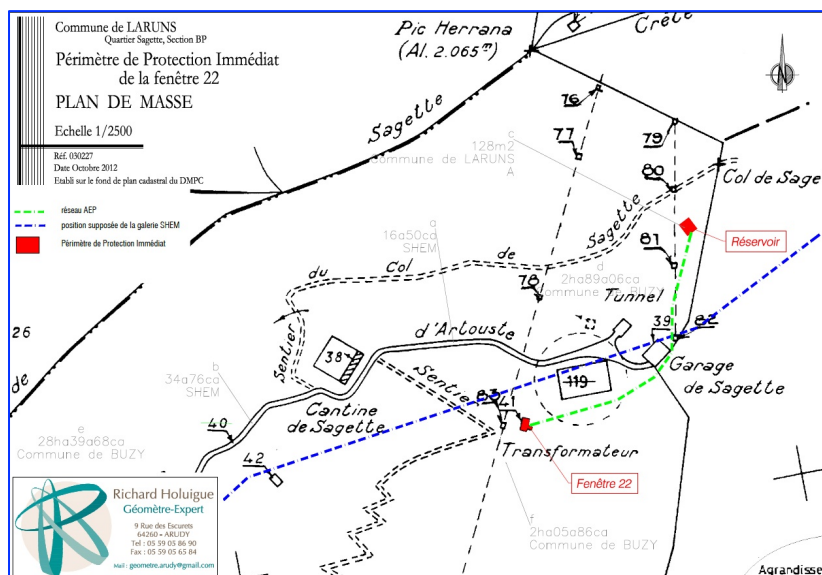 Commune de LARUNS
Quartier Sagette, Section BP
Périmètre de Protection Immédiat
de la fenêtre 22
PLAN DE MASSE
Echelle 1/2500
Réf. 030227
Date Octobre 2012
Etabli sur le fond de plan cadastral du DMPC
réseau AEP
position supposée de la galerie SHEM
Périmètre de Protection Immédiat
Pic Herrana
(Al. 2.065m)
Crête
Sagette
76
77
79
80
c
128m2
Commune de LARUNS
A
Col de Sage
Réservoir
a
16a50ca
SHEM
Sentier du Col de Sagette
81
d
2ha89a06ca
Commune de BUZY
78
Tunnel
39
82
26
de
d'Artouste
38
Garage
de Sagette
119
b
34a76ca
SHEM
Cantine
de Sagette
Sentie
83
41
40
42
e
28ha39a68ca
Commune de BUZY
Transformateur
Fenêtre 22
f
2ha05a86ca
Commune de BUZY
Richard Holuigue
Géomètre-Expert
9 Rue des Escurets
64260 - ARUDY
Tel : 05 59 05 86 90
Fax : 05 59 05 65 84
Mail : geometre.arudy@gmail.com
Agrandisse